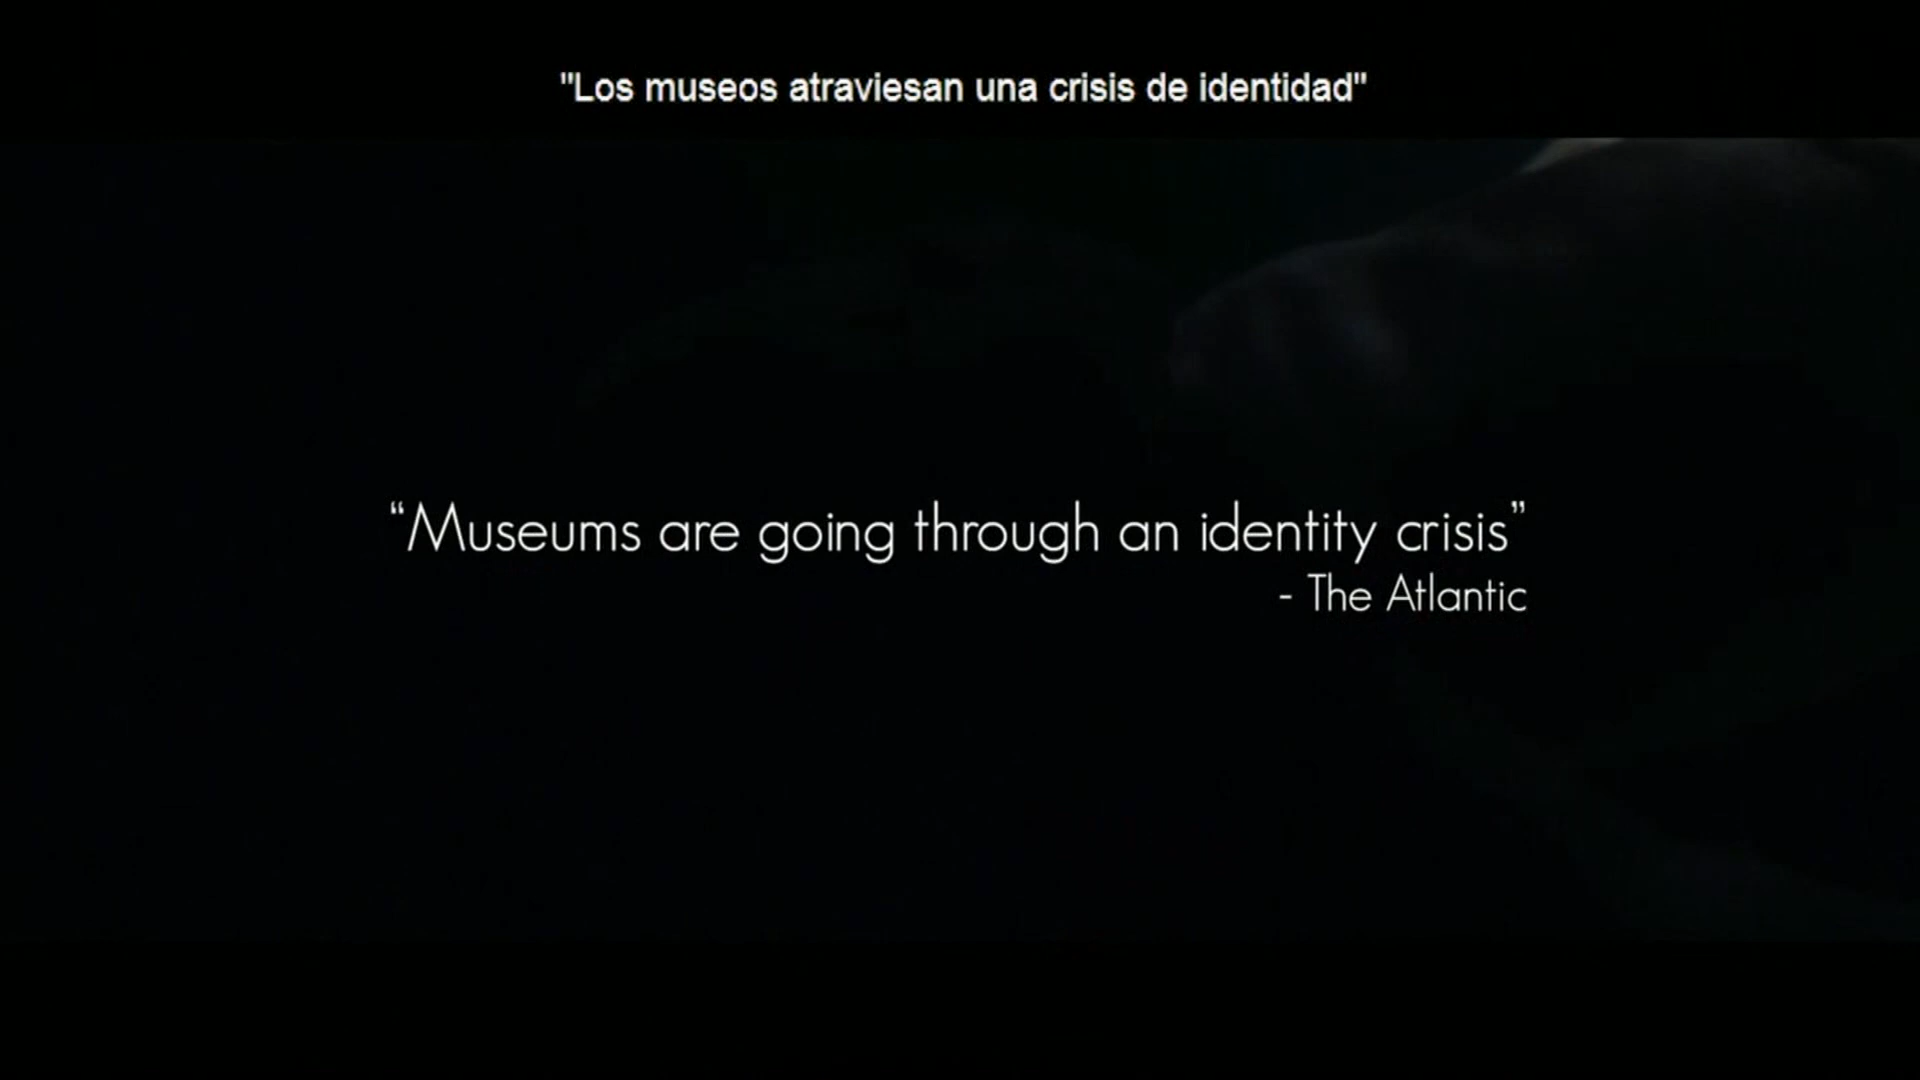 "Los museos atraviesan una crisis de identidad"
“Museums are going through an identity crisis”
- The Atlantic